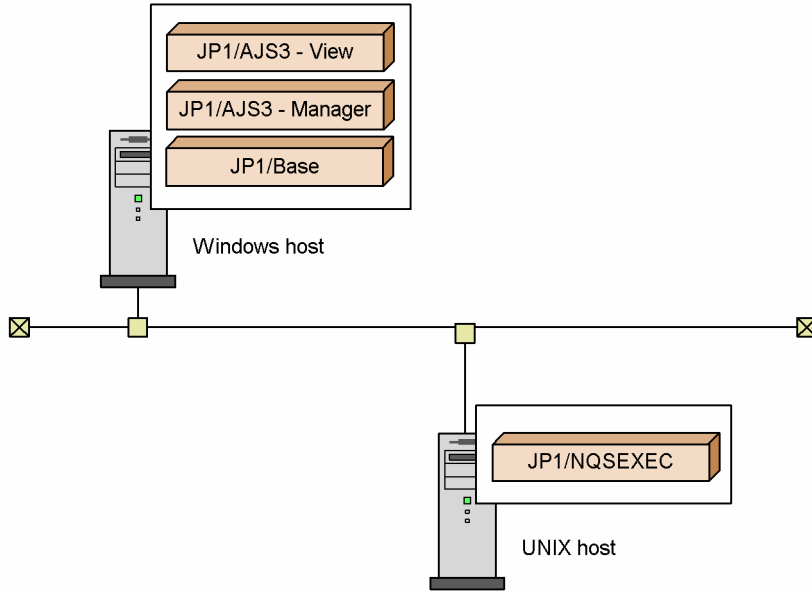 JP1/AJS3 - View
JP1/AJS3 - Manager
JP1/Base
Windows host
JP1/NQSEXEC
UNIX host